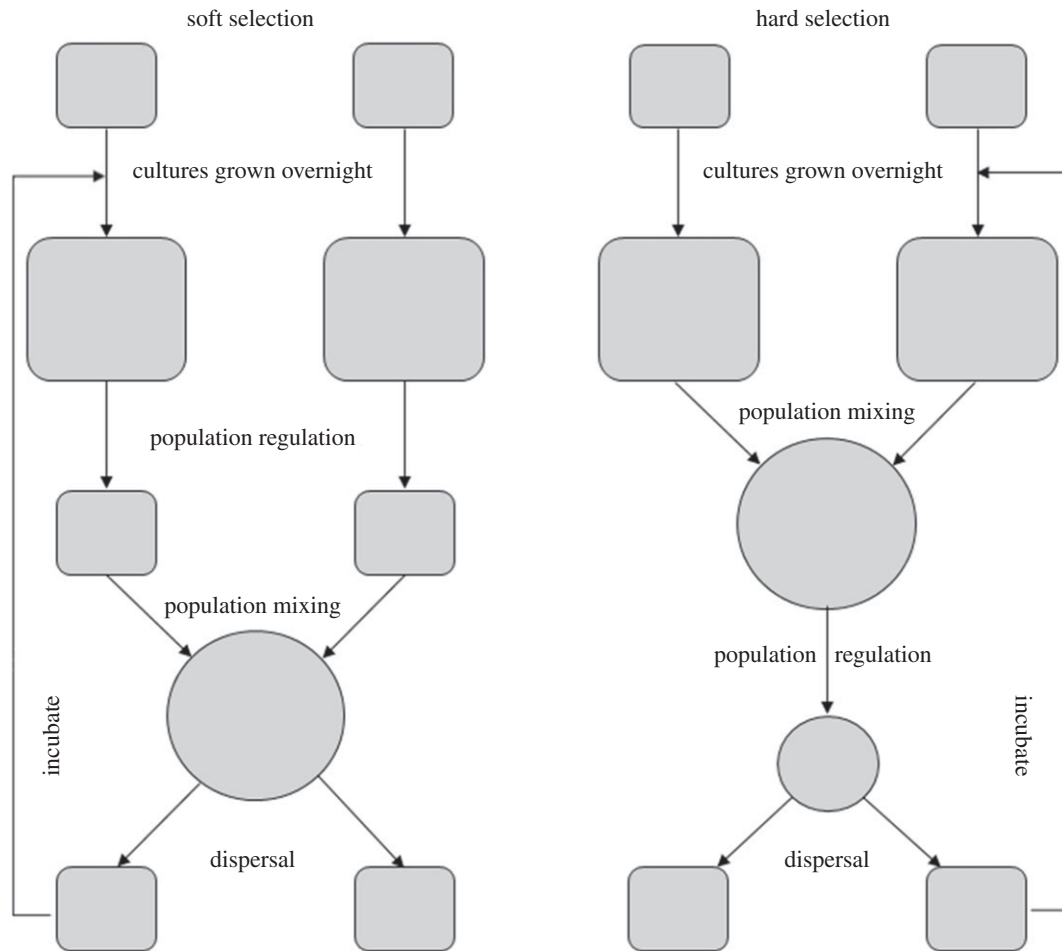 soft selection
hard selection
cultures grown overnight
cultures grown overnight
population mixing
population regulation
population mixing
population regulation
incubate
incubate
dispersal
dispersal